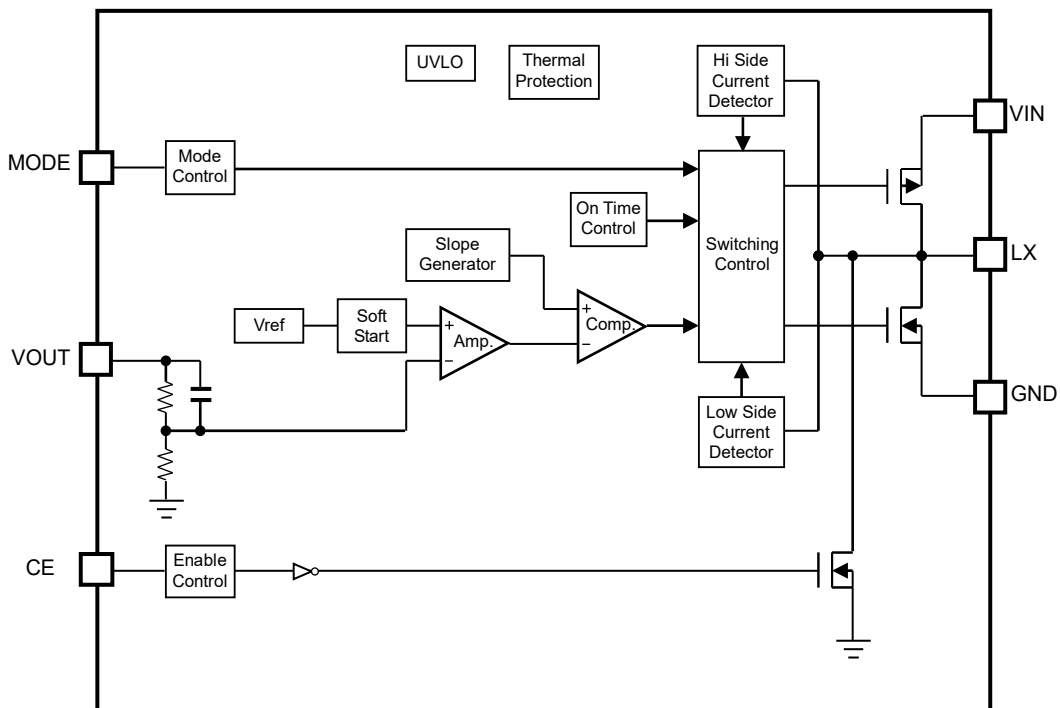 UVLO
Thermal
Protection
Hi Side
Current
Detector
VIN
MODE
Mode
Control
On Time
Control
Switching
Control
LX
Slope
Generator
Vref
Soft
Start
+
Amp.
−
+
Comp.
−
VOUT
GND
Low Side
Current
Detector
CE
Enable
Control